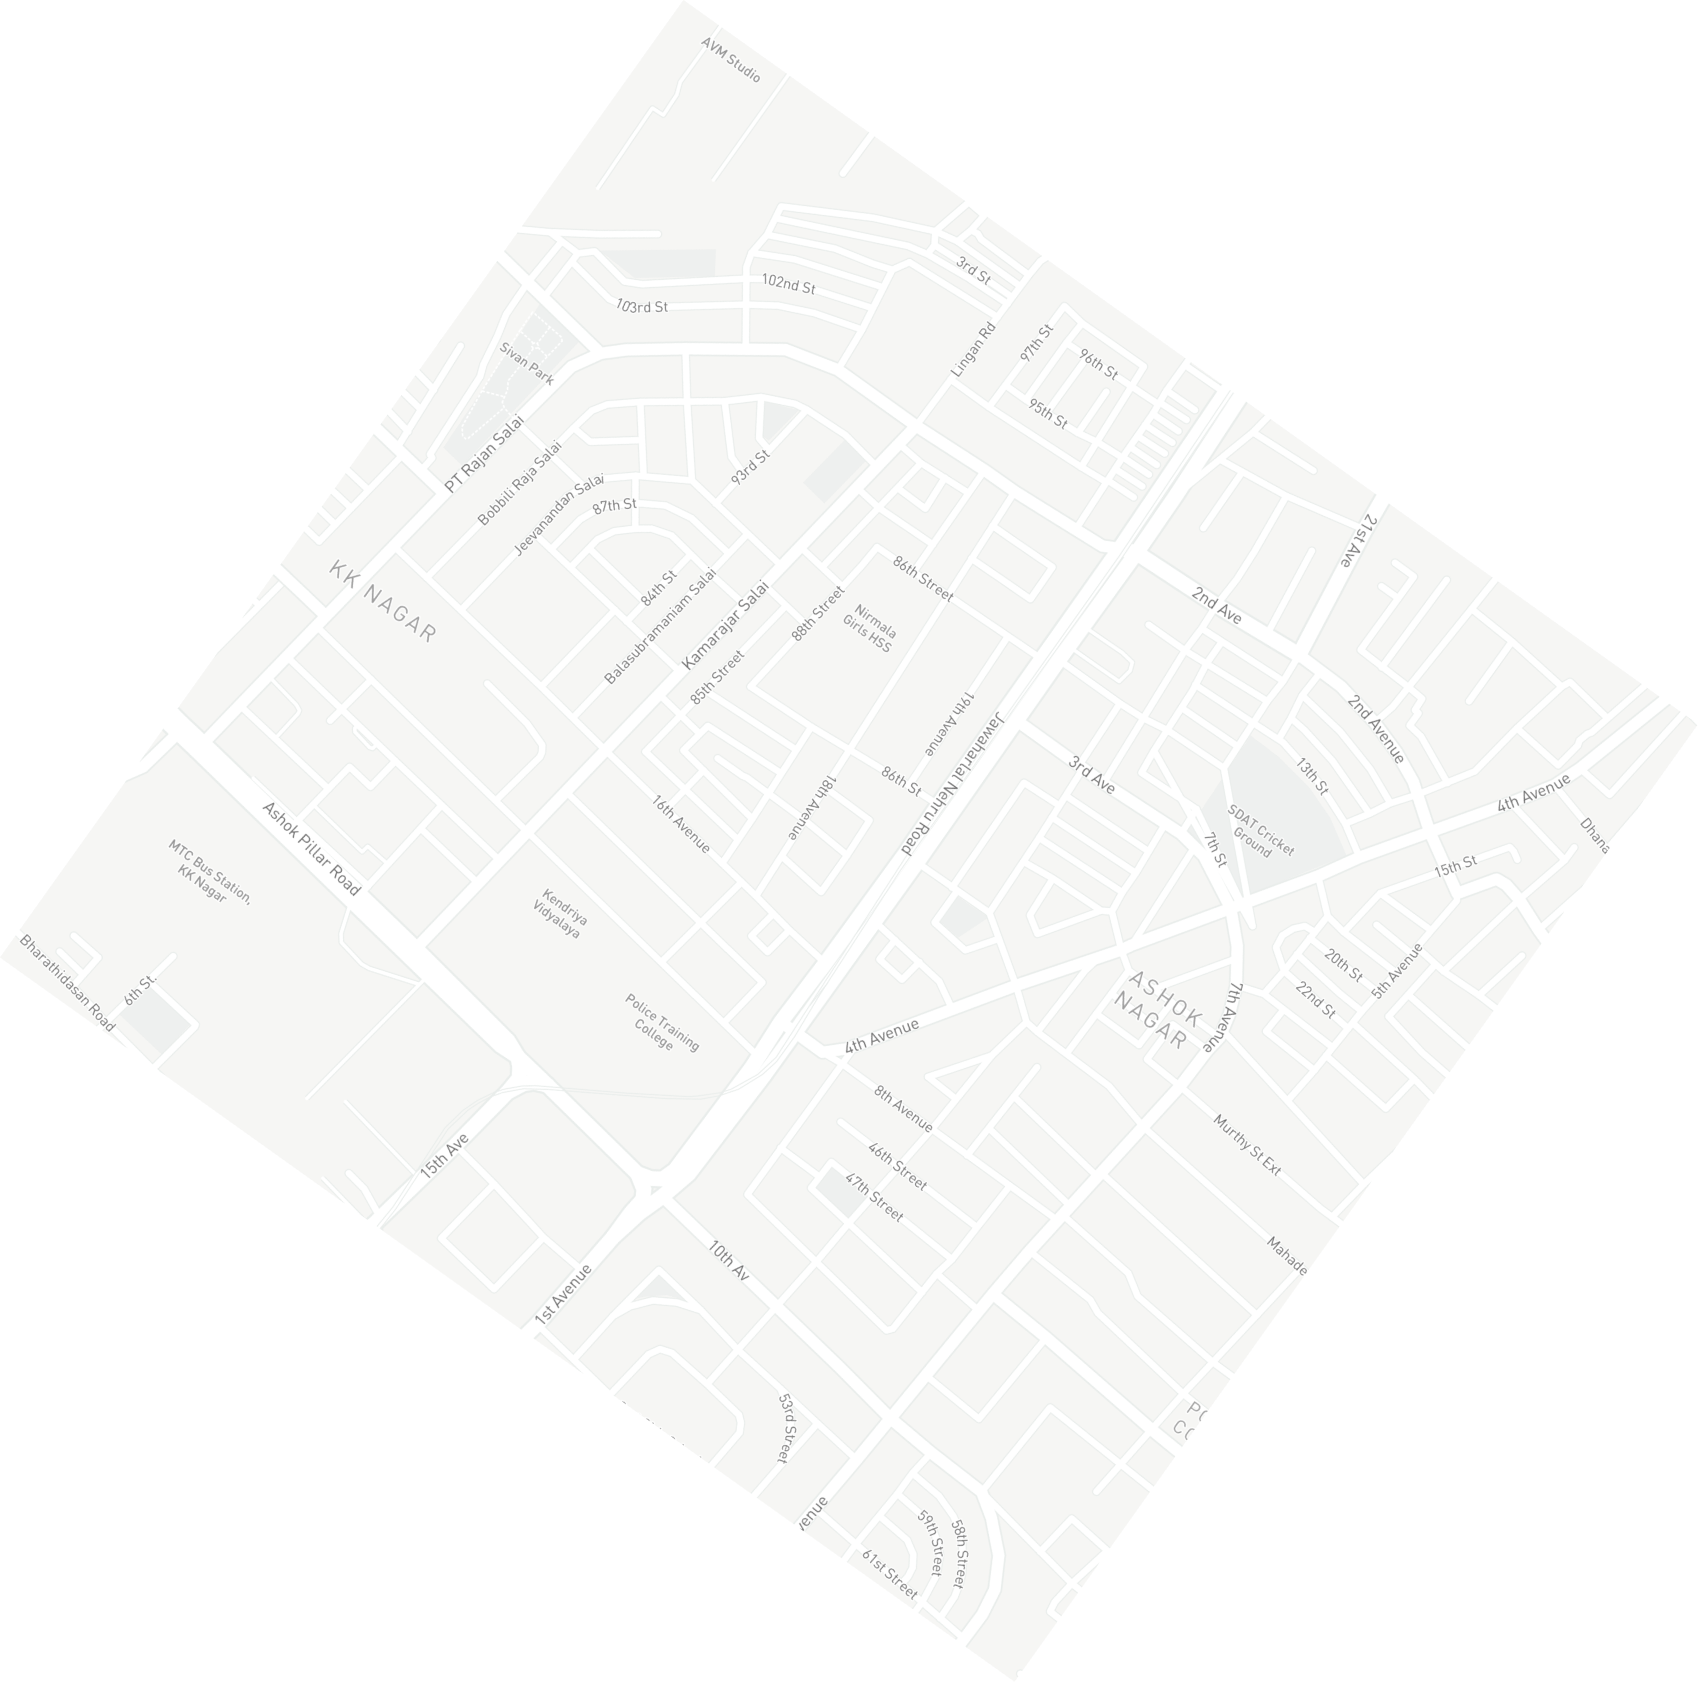 AVM Studio
3rd St
102nd St
103rd St
Lingan Rd
97th St
96th St
95th St
Sivan Park
PT Rajan Salai
Bobbili Raja Salai
Jeevanandan Salai
93rd St
87th St
84th St
Balasubramaniam Salai
Kamarajar Salai
85th Street
88th Street
86th Street
Nirmala
Girls HSS
21st Ave
2nd Ave
2nd Avenue
KK NAGAR
19th Avenue
Jawaharlal Nehru Road
86th St
18th Avenue
16th Avenue
3rd Ave
13th St
SDAT Cricket
Ground
7th St
4th Avenue
Dhana
15th St
Ashok Pillar Road
MTC Bus Station,
KK Nagar
Kendriya
Vidyalaya
Bharathidasan Road
6th St.
Police Training
College
4th Avenue
ASHOK
NAGAR
7th Avenue
20th St
22nd St
5th Avenue
8th Avenue
46th Street
47th Street
Murthy St Ext
Mahade
15th Ave
10th Av
1st Avenue
53rd Street
venue
59th Street
58th Street
61st Street